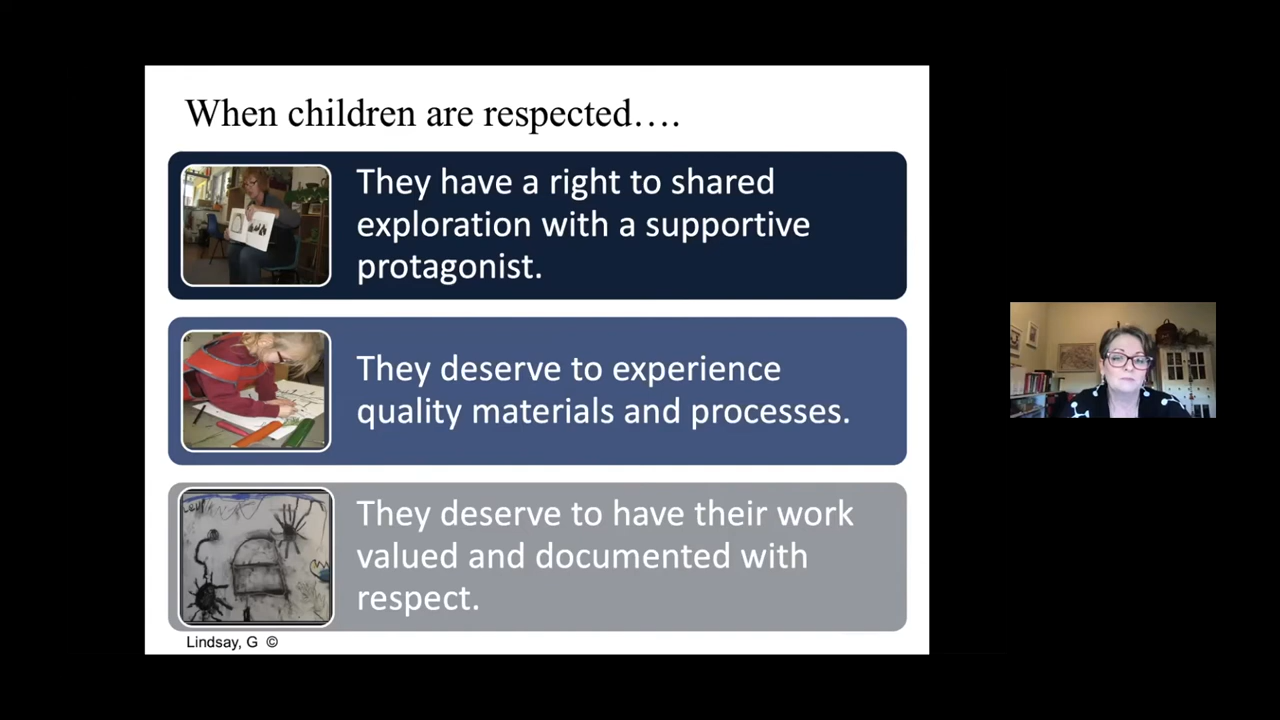 When children are respected….
They have a right to shared
exploration with a supportive
protagonist.
They deserve to experience
quality materials and processes.
They deserve to have their work
valued and documented with
respect.
Lindsay, G ©